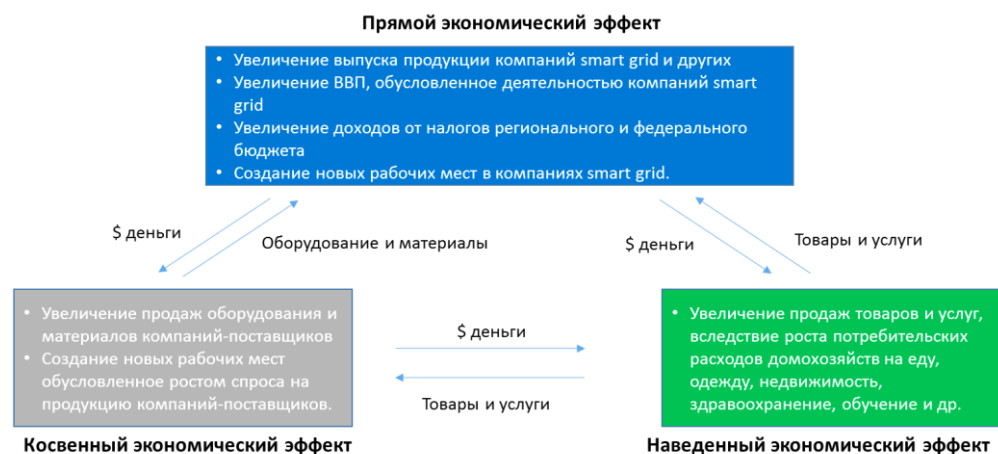 Прямой экономический эффект
• Увеличение выпуска продукции компаний smart grid и других
• Увеличение ВВП, обусловленное деятельностью компаний smart
grid
• Увеличение доходов от налогов регионального и федерального
бюджета
• Создание новых рабочих мест в компаниях smart grid.
$ деньги
Оборудование и материалы
$ деньги
Товары и услуги
• Увеличение продаж оборудования и
материалов компаний-поставщиков
• Создание новых рабочих мест
обусловленное ростом спроса на
продукцию компаний-поставщиков.
$ деньги
Товары и услуги
• Увеличение продаж товаров и услуг,
вследствие роста потребительских
расходов домохозяйств на еду,
одежду, недвижимость,
здравоохранение, обучение и др.
Косвенный экономический эффект
Наведенный экономический эффект